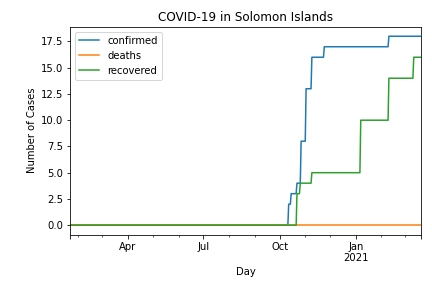 COVID-19 in Solomon Islands
confirmed
deaths
recovered
Number of Cases
17.5
15.0
12.5
10.0
7.5
5.0
2.5
0.0
Apr
Jul
Oct
Jan
2021
Day